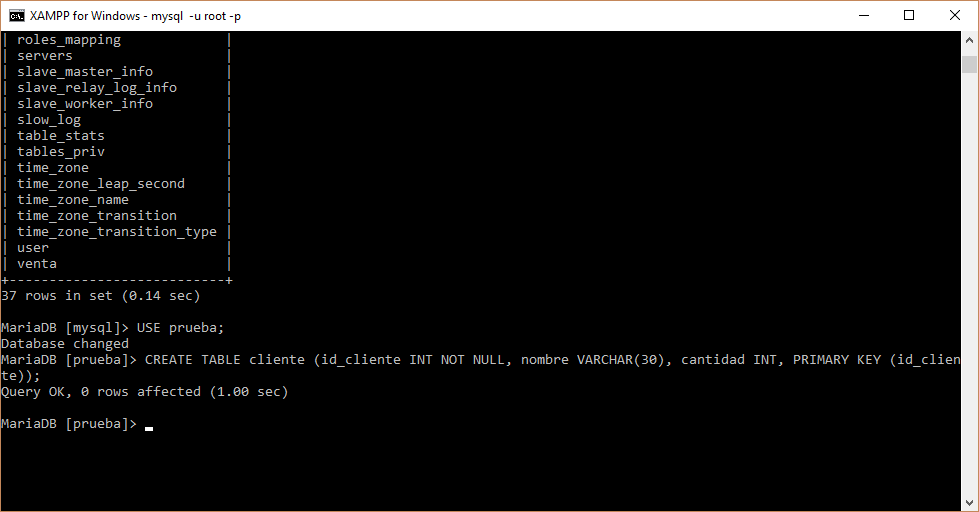 XAMPP for Windows - mysql  -u root -p
| roles_mapping             |
| servers                   |
| slave_master_info         |
| slave_relay_log_info      |
| slave_worker_info         |
| slow_log                  |
| table_stats               |
| tables_priv               |
| time_zone                 |
| time_zone_leap_second     |
| time_zone_name            |
| time_zone_transition      |
| time_zone_transition_type |
| user                      |
| venta                     |
+---------------------------+
37 rows in set (0.14 sec)
MariaDB [mysql]> USE prueba;
Database changed
MariaDB [prueba]> CREATE TABLE cliente (id_cliente INT NOT NULL, nombre VARCHAR(30), cantidad INT, PRIMARY KEY (id_clien
te));
Query OK, 0 rows affected (1.00 sec)
MariaDB [prueba]> _